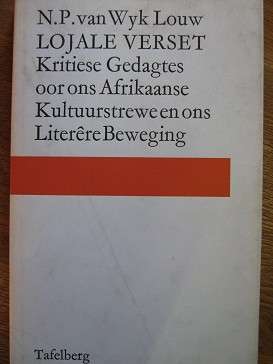 N.P. van Wyk Louw
LOJALE VERSET
Kritiese Gedagtes
oor ons Afrikaanse
Kultuurstrewe en ons
Literêre Beweging
Tafelberg